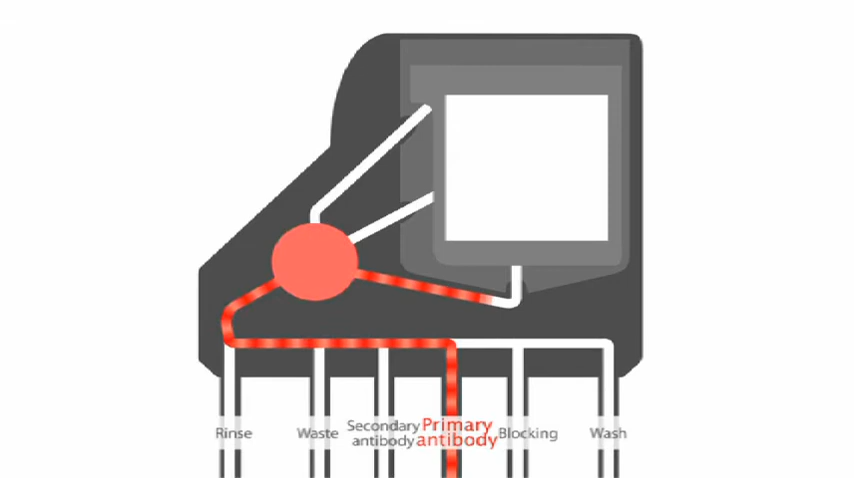 Rinse
Waste
Secondary
antibody
Primary
antibody
Blocking
Wash